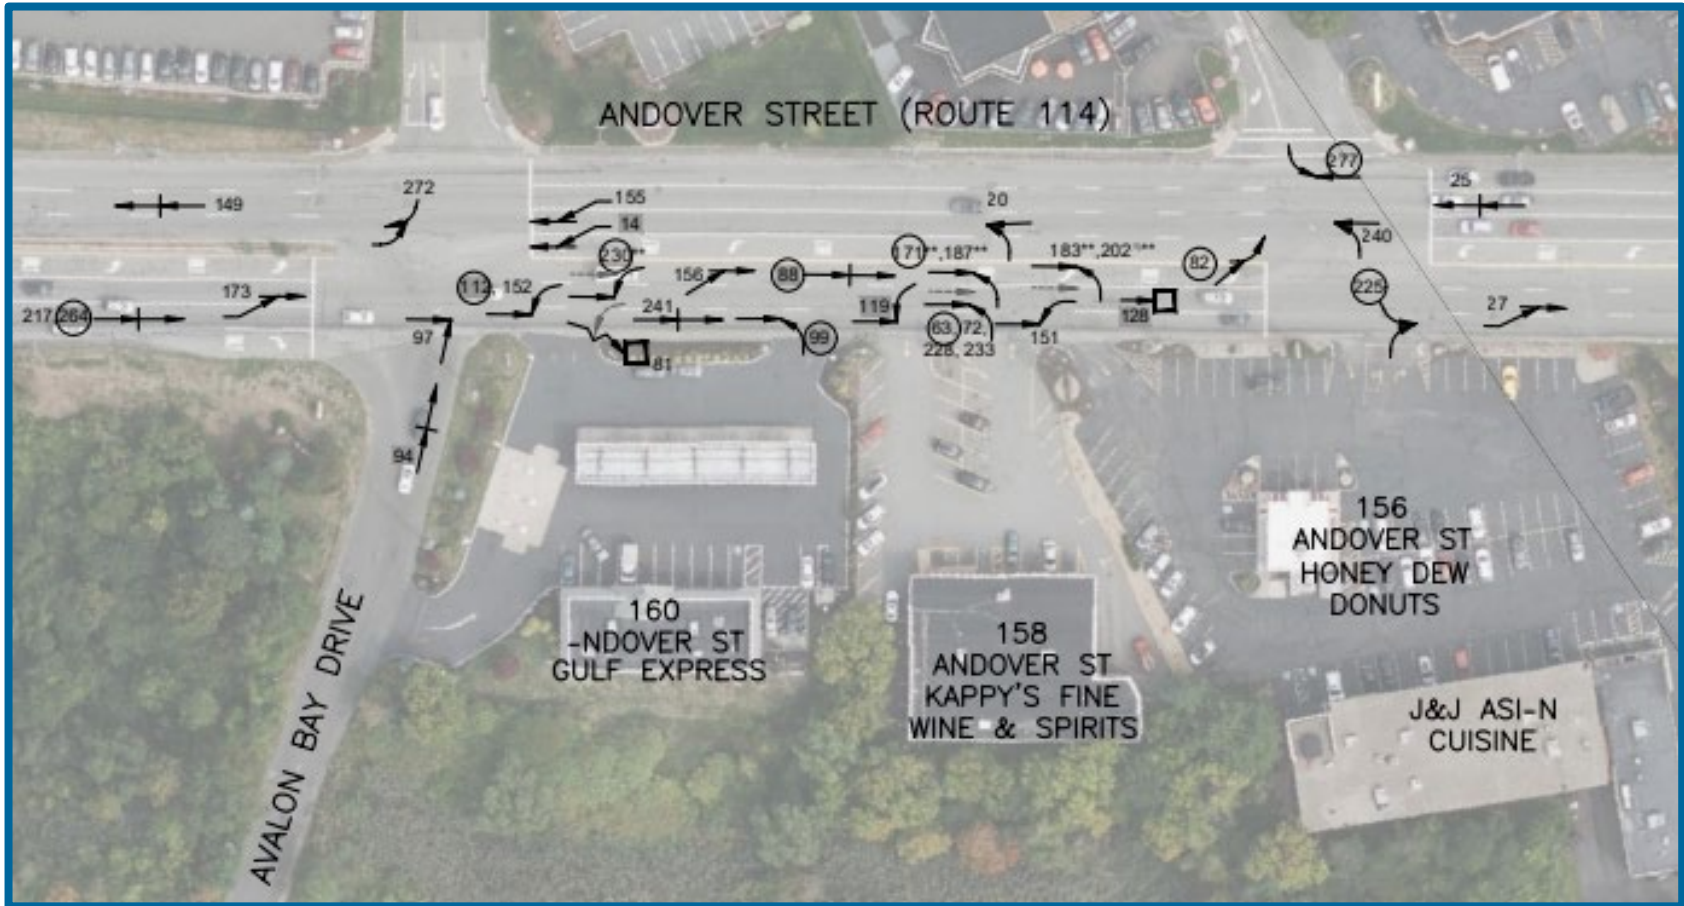 ANDOVER STREET (ROUTE 114)
277
272
25
149
155
20
14
240
230**
171**,187**
183**,202***
82
156
88
112, 152
225
173
217,264
241
119
27
97
99
63, 72,
228, 233
151
128
81
94
156
ANDOVER ST
HONEY DEW
DONUTS
160
-NDOVER ST
GULF EXPRESS
158
ANDOVER ST
KAPPY'S FINE
WINE & SPIRITS
J&J ASI-N
CUISINE
AVALON BAY DRIVE